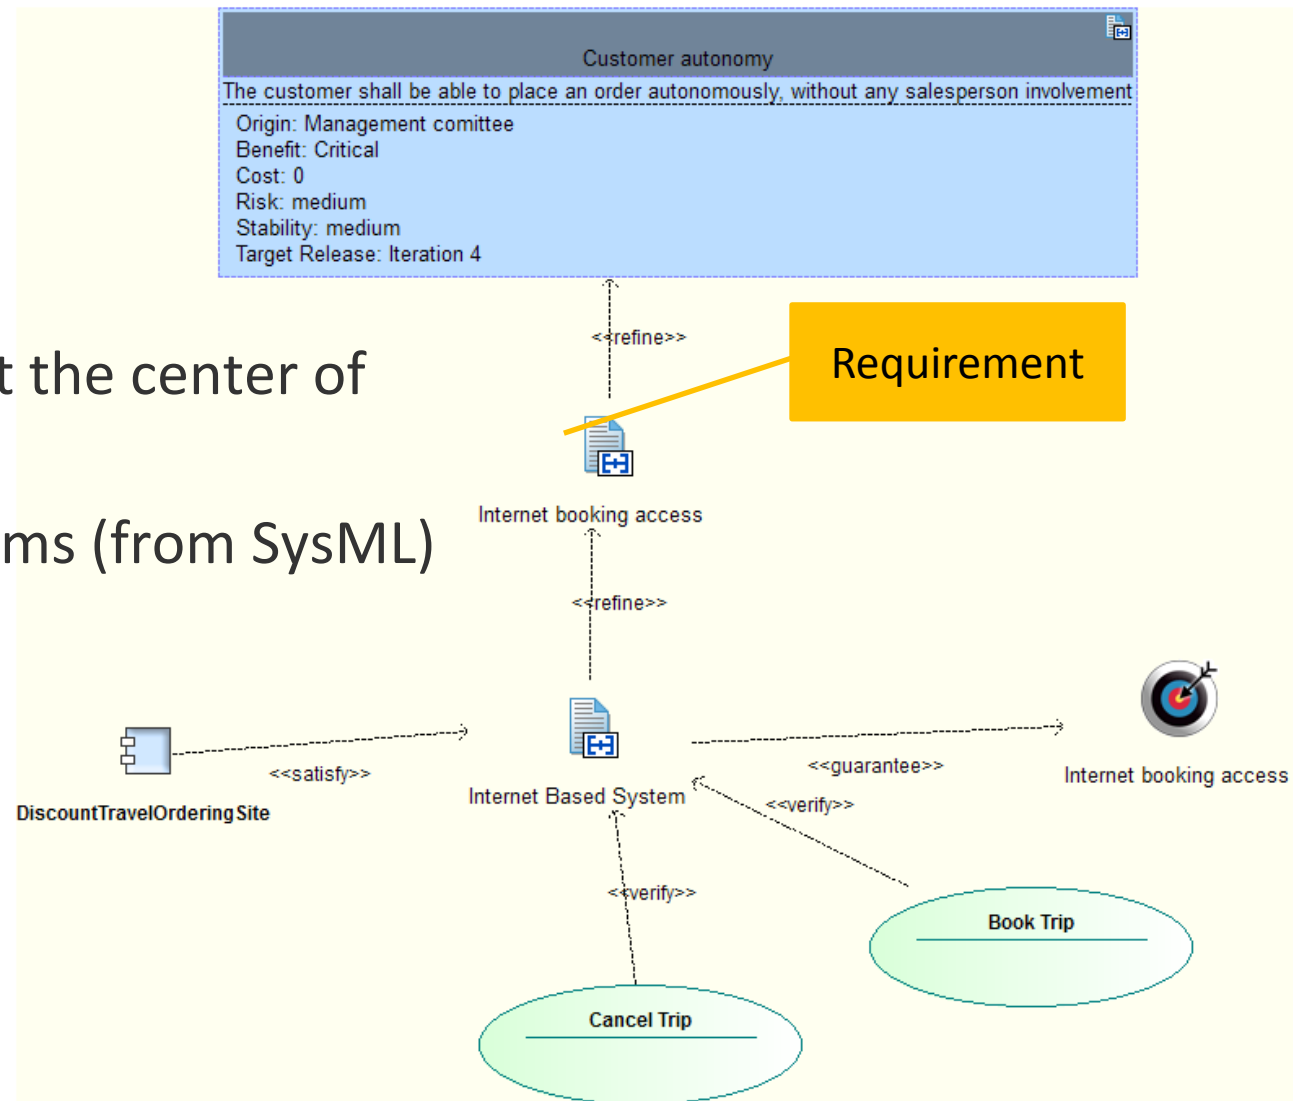 Customer autonomy
The customer shall be able to place an order autonomously, without any salesperson involvement
Origin: Management comittee
Benefit: Critical
Cost: 0
Risk: medium
Stability: medium
Target Release: Iteration 4
<<refine>>
Requirement
t the center of
Internet booking access
ms (from SysML)
<<refine>>
<<satisfy>>
<<guarantee>>
Internet booking access
Internet Based System
<<verify>>
DiscountTravelOrderingSite
<<verify>>
Book Trip
Cancel Trip